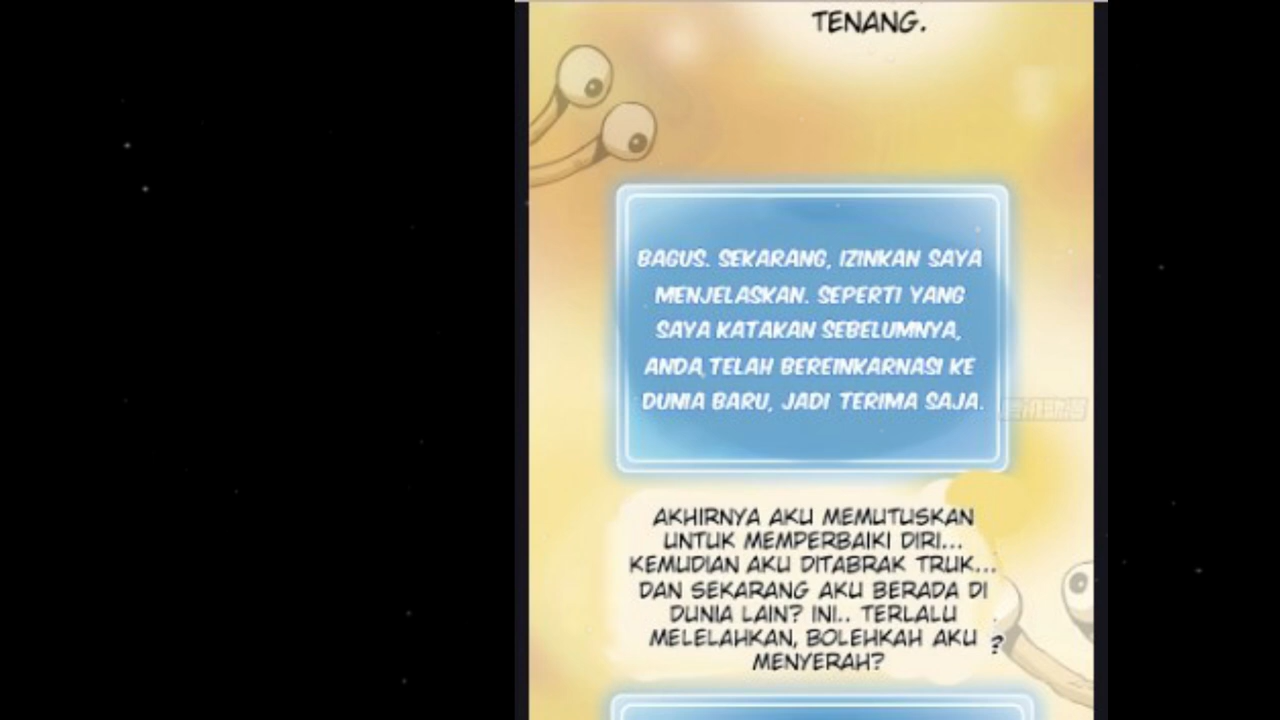 TENANG.
BAGUS. SEKARANG, IZINKAN SAYA
MENJELASKAN. SEPERTI YANG
SAYA KATAKAN SEBELUMNYA,
ANDA TELAH BEREINKARNASI KE
DUNIA BARU, JADI TERIMA SAJA.
AKHIRNYA AKU MEMUTUSKAN
UNTUK MEMPERBAIKI DIRI...
KEMUDIAN AKU DITABRAK TRUK...
DAN SEKARANG AKU BERADA DI
DUNIA LAIN? INI.. TERLALU
MELELAHKAN, BOLEHKAH AKU ?
MENYERAH?